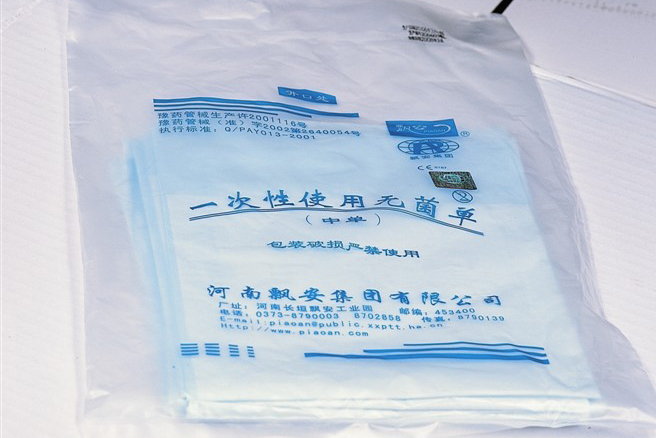 开口处
豫药管械生产许2001116号
豫药管械(准)字2002第2640054号
执行标准: Q/PAY013-2001
飘安
PIAOAN
®
飘安集团
CE
一次性使用无菌单
(中单)
包装破损严禁使用
河南飘安集团有限公司
厂址: 河南长垣飘安工业园 邮编: 453400
电话: 0373-8790003 8702858 传真: 8790139
E-mail:piaoan@public.xxptt.ha.cn
Http://www.piaoan.com